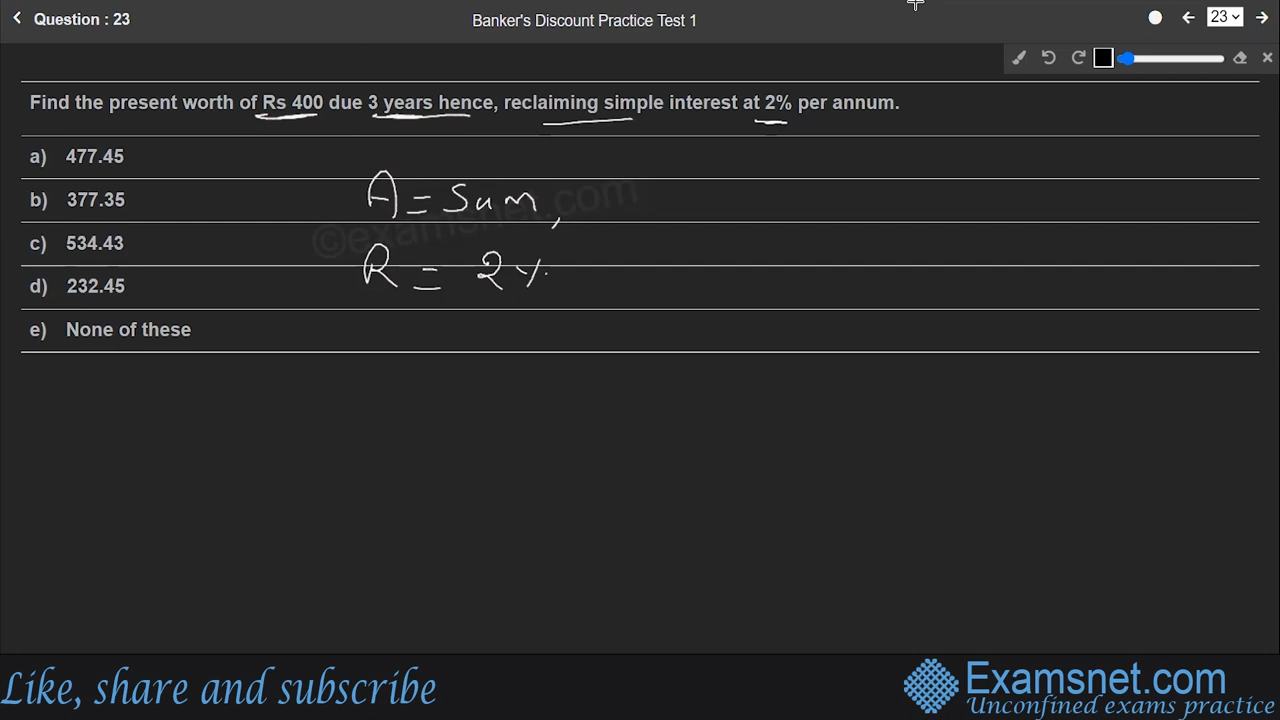 Question : 23
Banker's Discount Practice Test 1
23
Find the present worth of Rs 400 due 3 years hence, reclaiming simple interest at 2% per annum.
a) 477.45
b) 377.35
c) 534.43
d) 232.45
e) None of these
A = Sum,
R = 2%
©examsnet.com
Like, share and subscribe
Examsnet.com
Unconfined exams practice